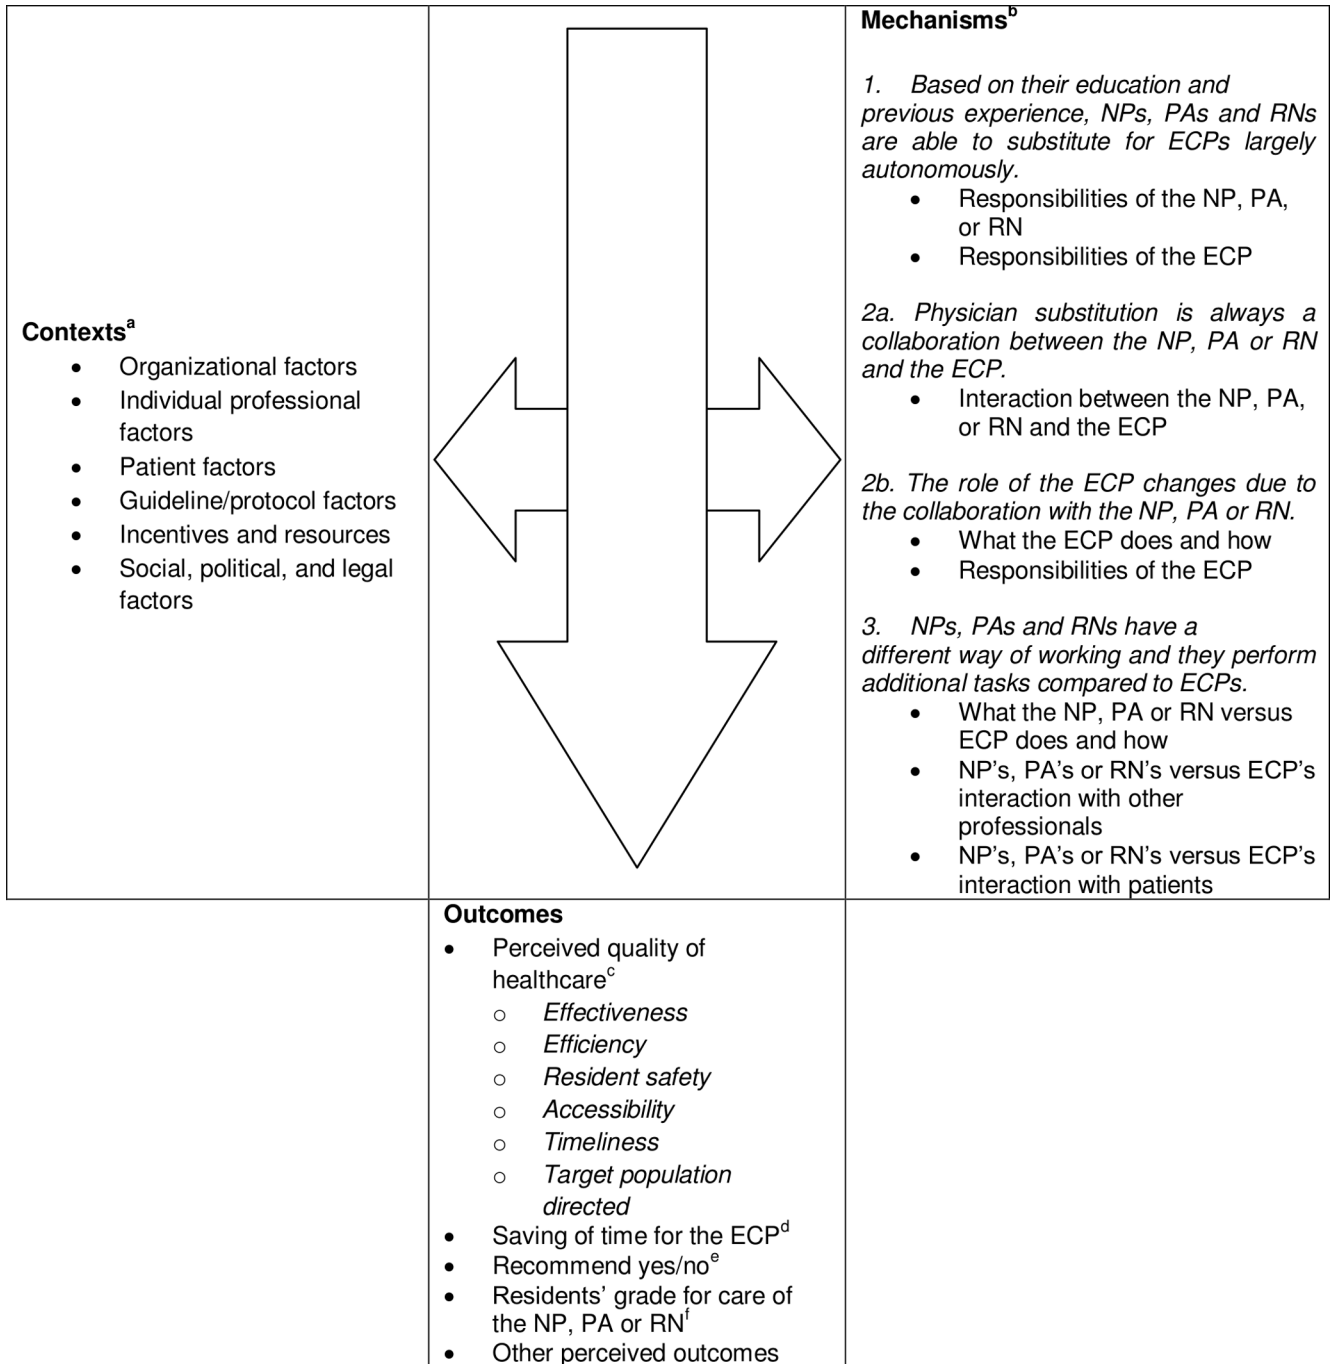 Contextsᵃ
• Organizational factors
• Individual professional
factors
• Patient factors
• Guideline/protocol factors
• Incentives and resources
• Social, political, and legal
factors
Mechanismsᵇ
1. Based on their education and
previous experience, NPs, PAs and RNs
are able to substitute for ECPs largely
autonomously.
• Responsibilities of the NP, PA,
or RN
• Responsibilities of the ECP
2a. Physician substitution is always a
collaboration between the NP, PA or RN
and the ECP.
• Interaction between the NP, PA,
or RN and the ECP
2b. The role of the ECP changes due to
the collaboration with the NP, PA or RN.
• What the ECP does and how
• Responsibilities of the ECP
3. NPs, PAs and RNs have a
different way of working and they perform
additional tasks compared to ECPs.
• What the NP, PA or RN versus
ECP does and how
• NP’s, PA’s or RN’s versus ECP’s
interaction with other
professionals
• NP’s, PA’s or RN’s versus ECP’s
interaction with patients
Outcomes
• Perceived quality of
healthcareᶜ
o Effectiveness
o Efficiency
o Resident safety
o Accessibility
o Timeliness
o Target population
directed
• Saving of time for the ECPᵈ
• Recommend yes/noᵉ
• Residents’ grade for care of
the NP, PA or RNᶠ
• Other perceived outcomes